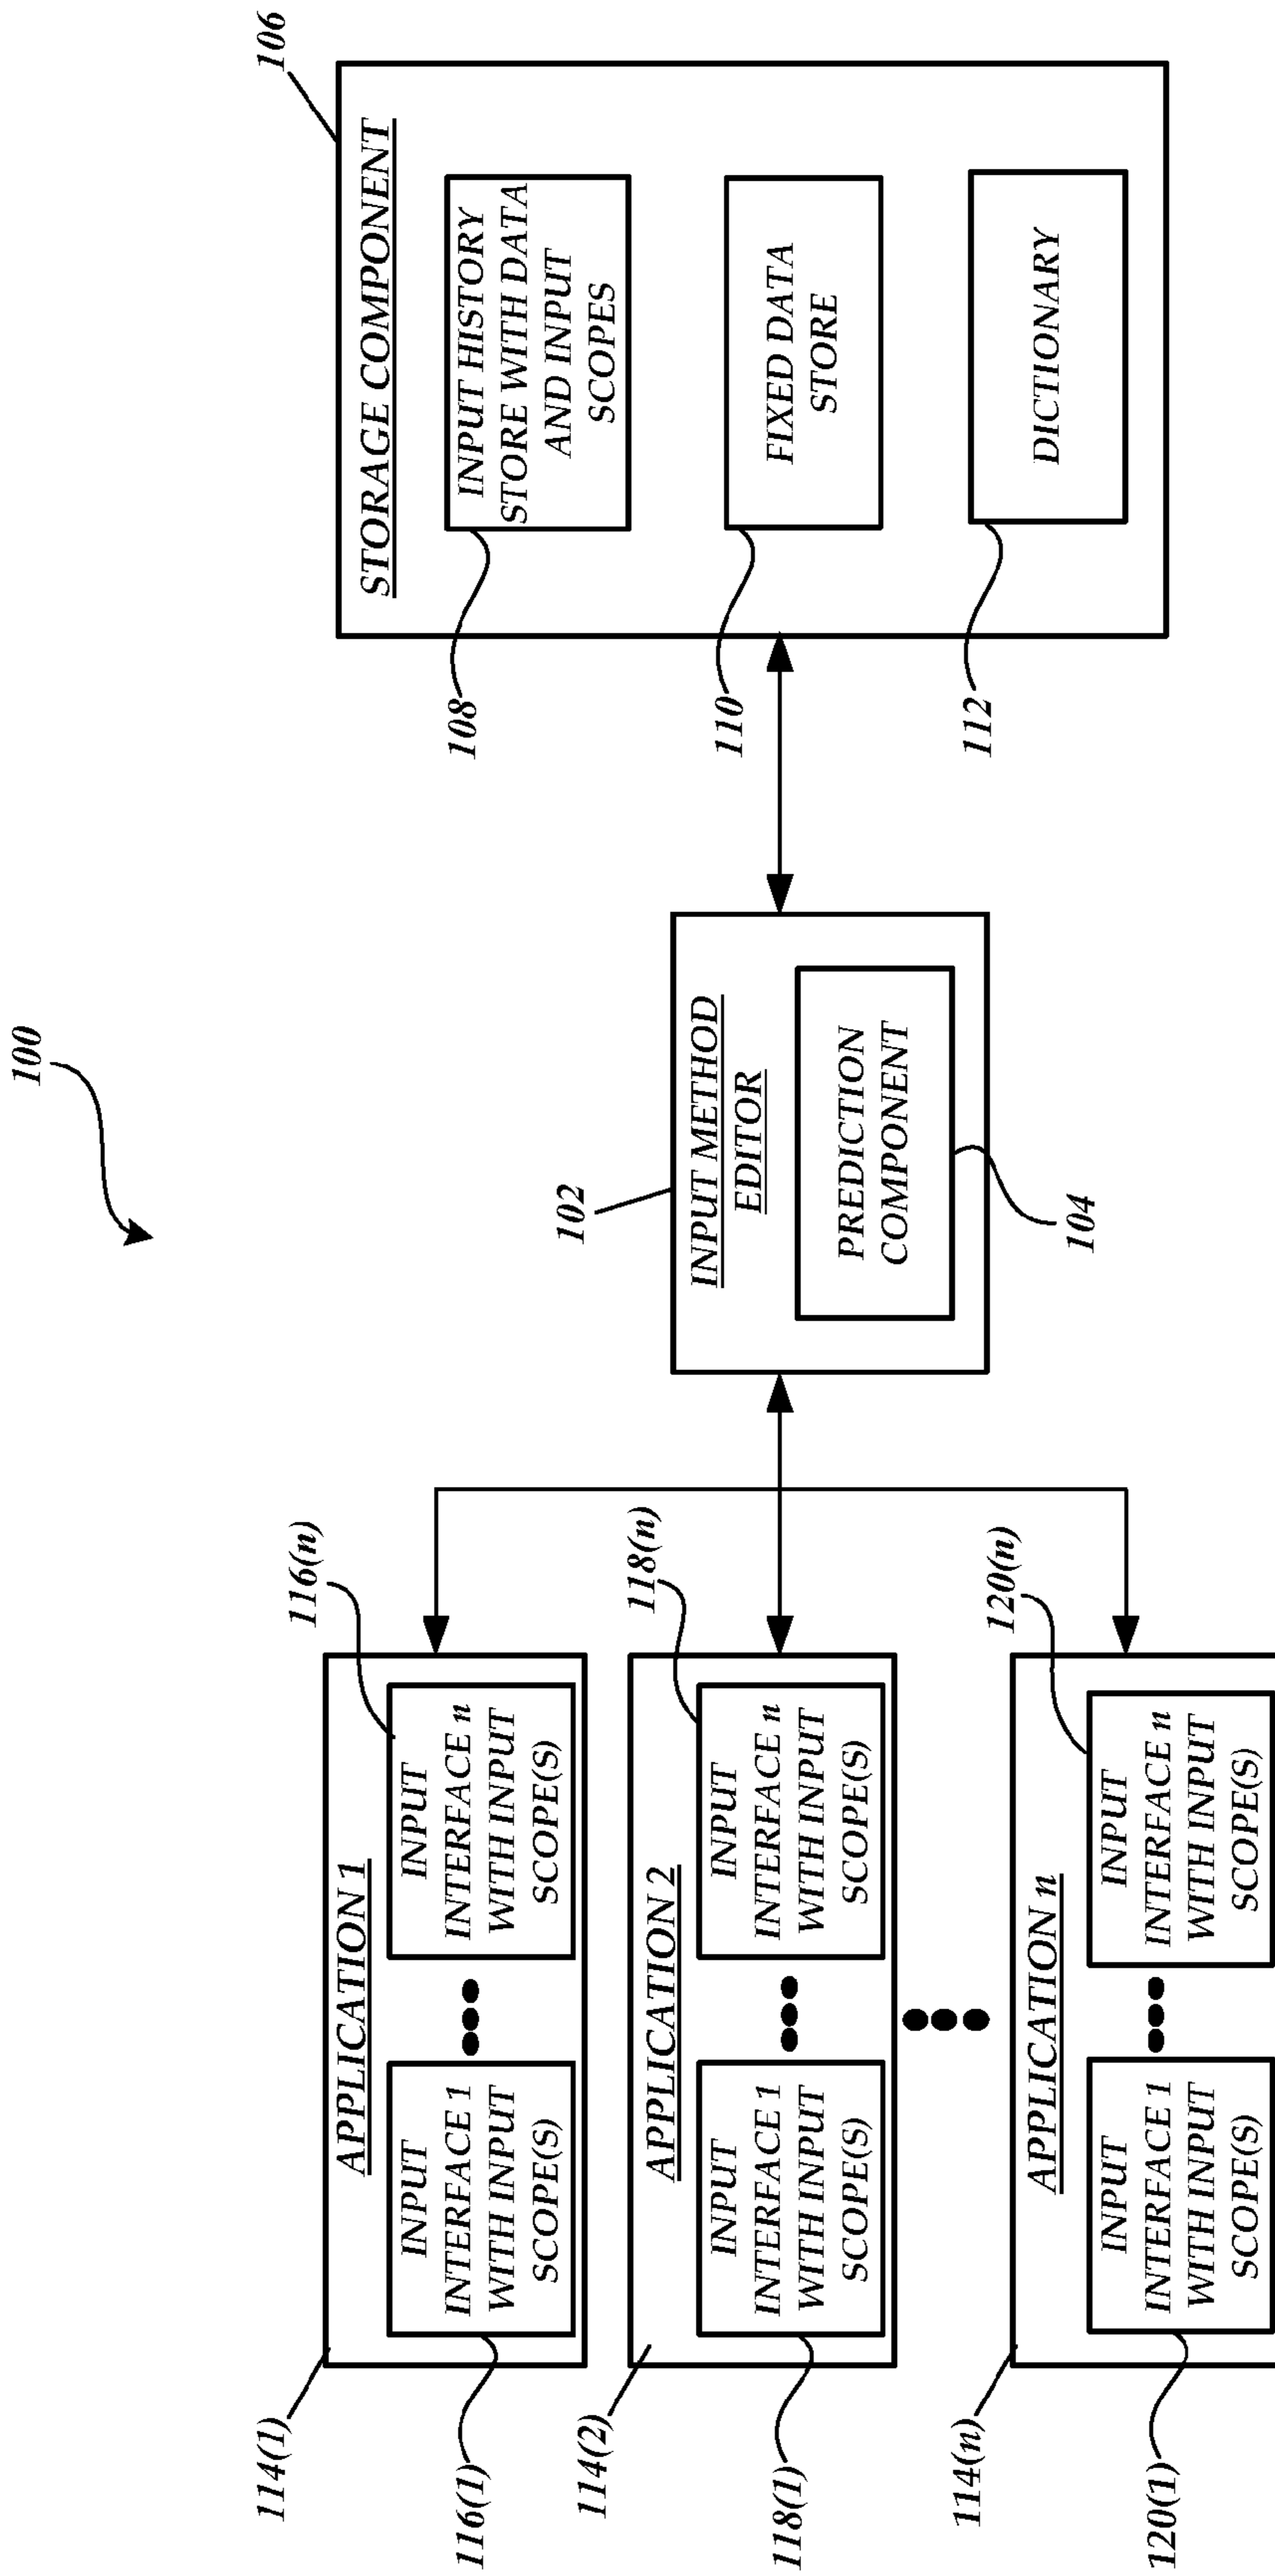 100
114(1)
APPLICATION 1
116(1)
INPUT
INTERFACE 1
WITH INPUT
SCOPE(S)
116(n)
INPUT
INTERFACE n
WITH INPUT
SCOPE(S)
114(2)
APPLICATION 2
118(1)
INPUT
INTERFACE 1
WITH INPUT
SCOPE(S)
118(n)
INPUT
INTERFACE n
WITH INPUT
SCOPE(S)
114(n)
APPLICATION n
120(1)
INPUT
INTERFACE 1
WITH INPUT
SCOPE(S)
120(n)
INPUT
INTERFACE n
WITH INPUT
SCOPE(S)
102
INPUT METHOD
EDITOR
PREDICTION
COMPONENT
104
106
STORAGE COMPONENT
108
INPUT HISTORY
STORE WITH DATA
AND INPUT
SCOPES
110
FIXED DATA
STORE
112
DICTIONARY